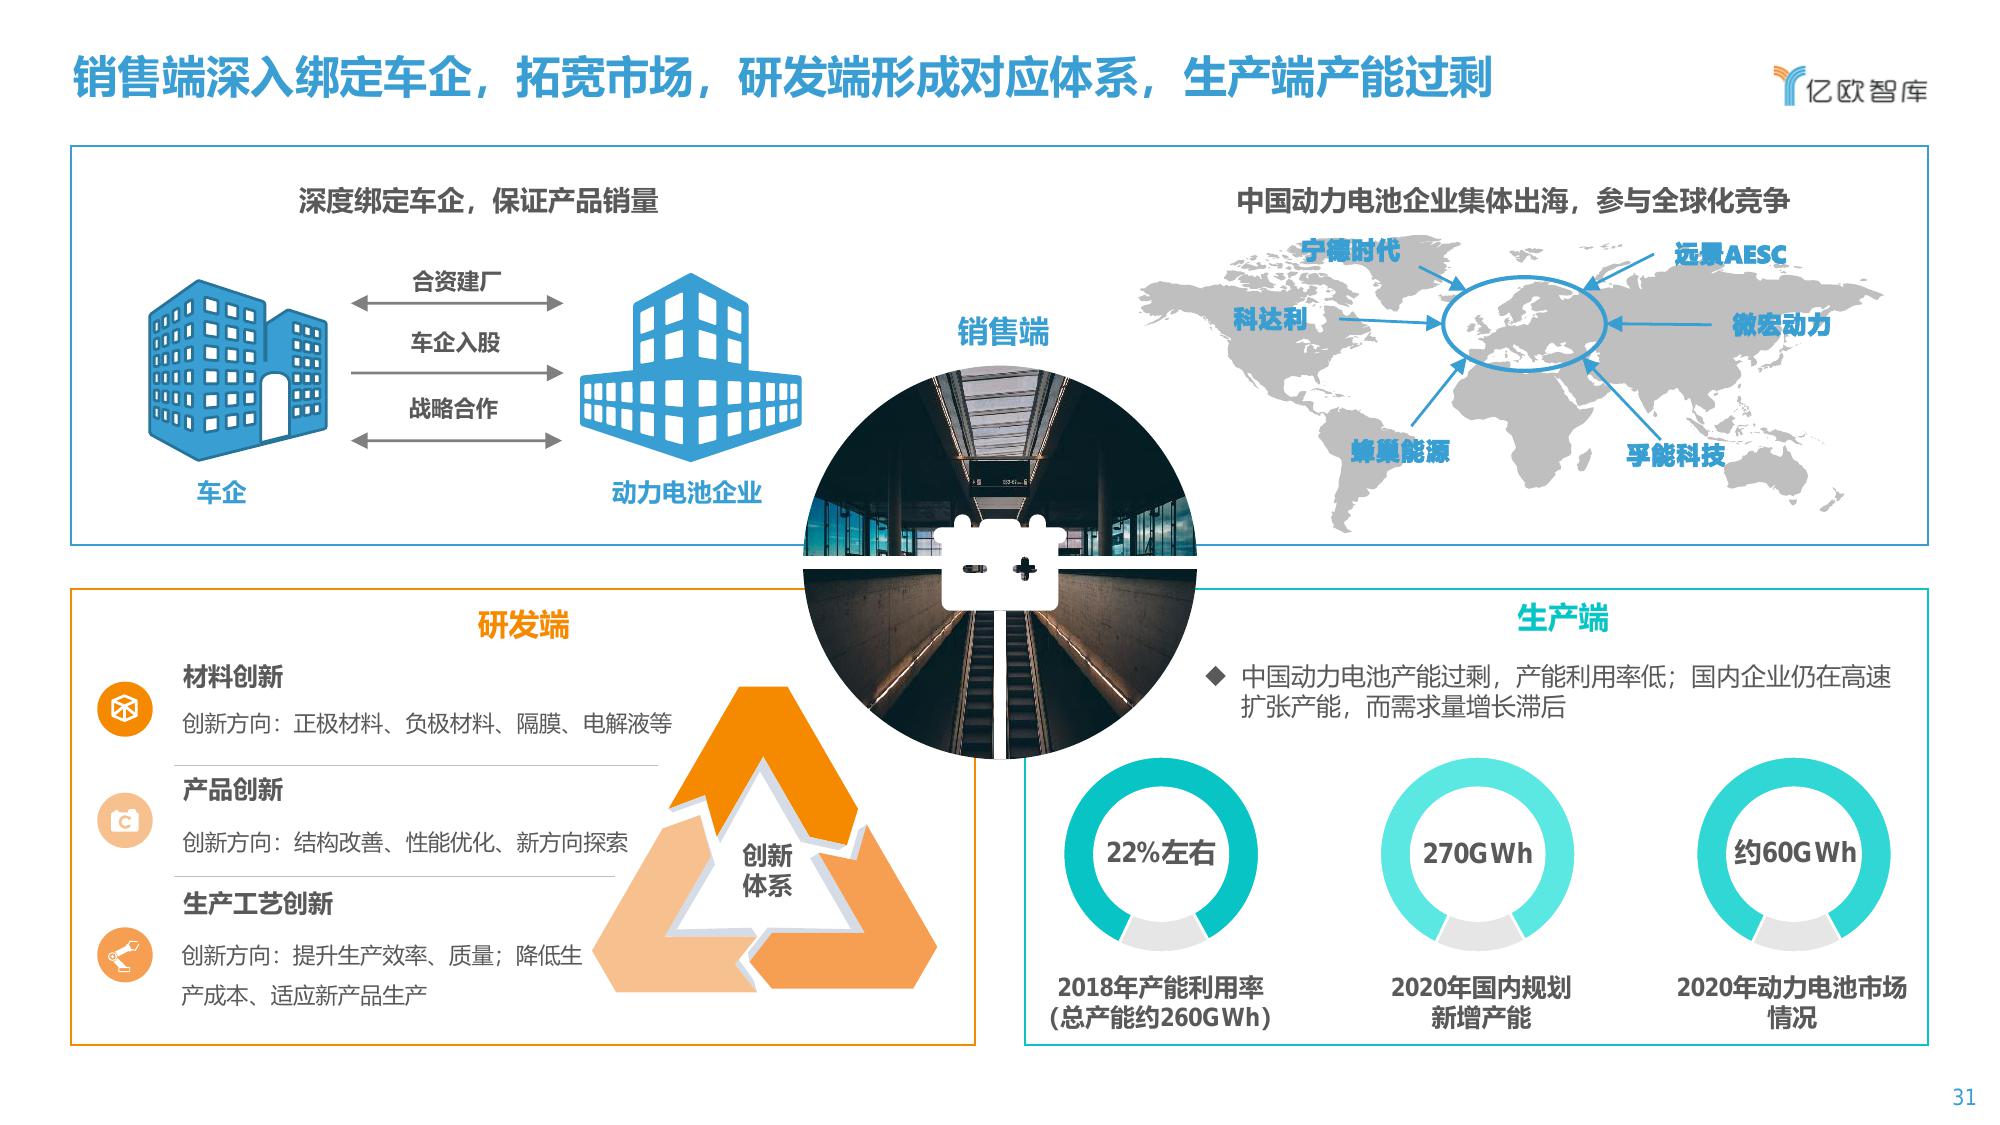 销售端深入绑定车企，拓宽市场，研发端形成对应体系，生产端产能过剩
亿欧智库
深度绑定车企，保证产品销量
合资建厂
车企入股
战略合作
车企
动力电池企业
销售端
中国动力电池企业集体出海，参与全球化竞争
宁德时代
远景AESC
科达利
微宏动力
蜂巢能源
孚能科技
研发端
材料创新
创新方向：正极材料、负极材料、隔膜、电解液等
产品创新
创新方向：结构改善、性能优化、新方向探索
生产工艺创新
创新方向：提升生产效率、质量；降低生
产成本、适应新产品生产
创新
体系
生产端
◆ 中国动力电池产能过剩，产能利用率低；国内企业仍在高速
扩张产能，而需求量增长滞后
22%左右
270GWh
约60GWh
2018年产能利用率
(总产能约260GWh)
2020年国内规划
新增产能
2020年动力电池市场
情况
31